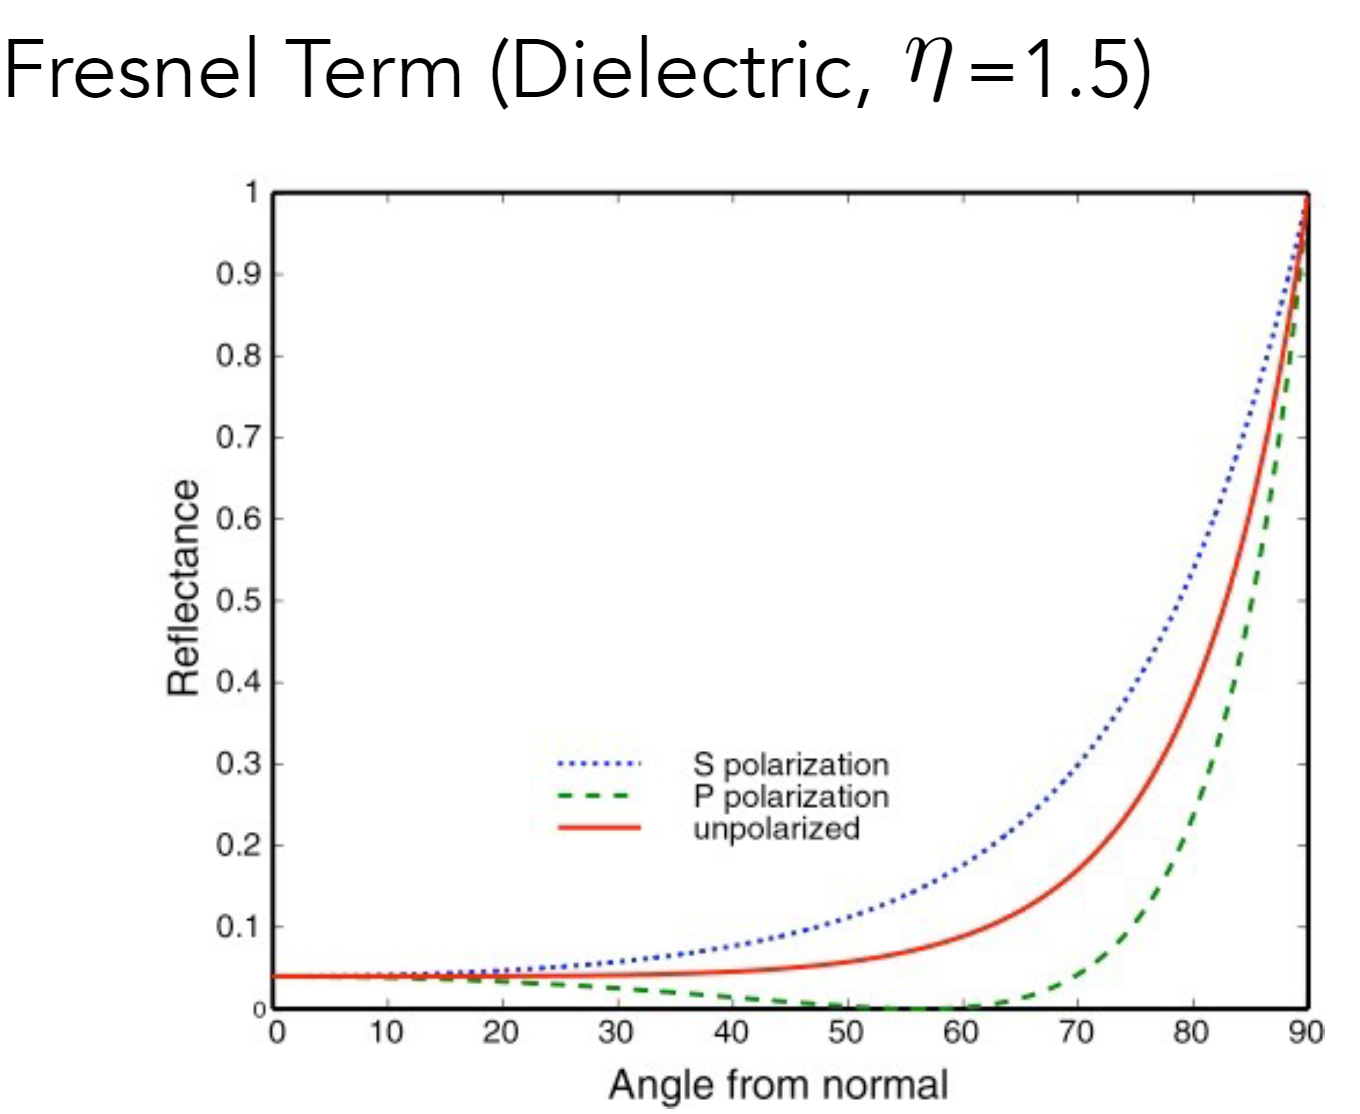 Fresnel Term (Dielectric, η=1.5)
1
0.9
0.8
0.7
0.6
0.5
0.4
0.3
0.2
0.1
0
Reflectance
S polarization
P polarization
unpolarized
0 10 20 30 40 50 60 70 80 90
Angle from normal